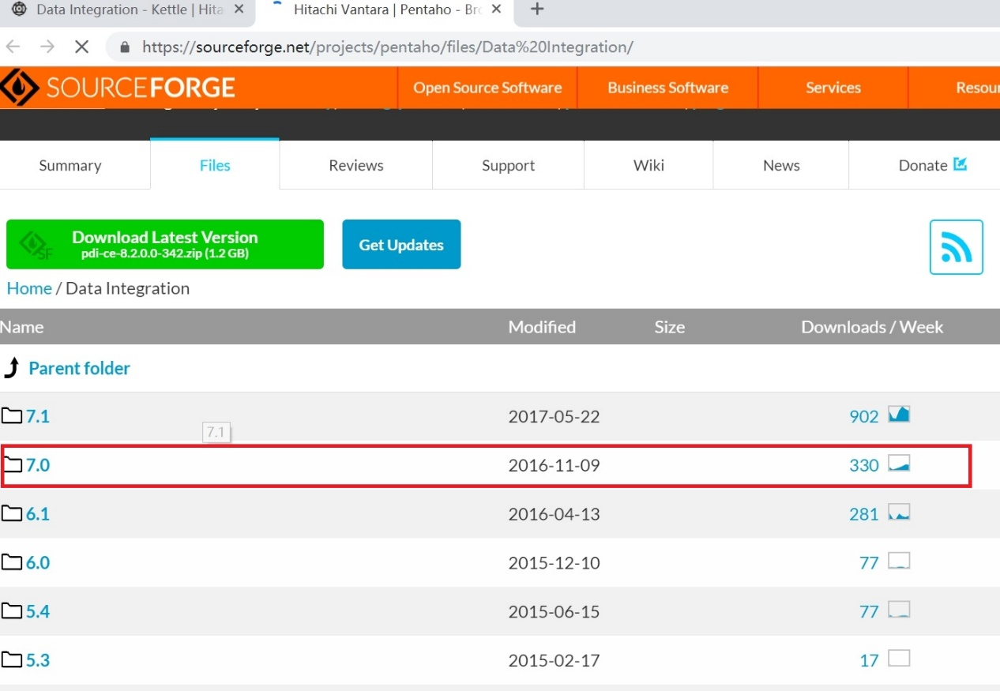 Data Integration - Kettle | Hita
Hitachi Vantara | Pentaho - Bro
https://sourceforge.net/projects/pentaho/files/Data%20Integration/
SOURCEFORGE
Open Source Software
Business Software
Services
Resour
Summary
Files
Reviews
Support
Wiki
News
Donate
SF
Download Latest Version
pdi-ce-8.2.0.0-342.zip (1.2 GB)
Get Updates
Home / Data Integration
Name Modified Size Downloads / Week
Parent folder
7.1 2017-05-22 902
7.1
7.0 2016-11-09 330
6.1 2016-04-13 281
6.0 2015-12-10 77
5.4 2015-06-15 77
5.3 2015-02-17 17